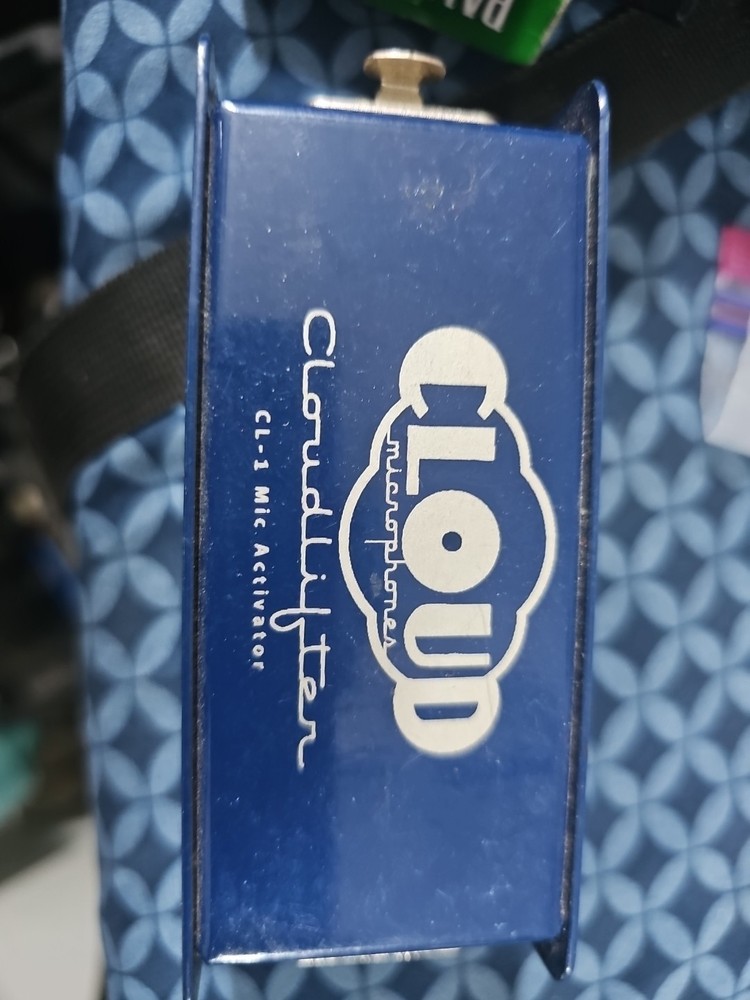 CLOUD
microphones
Cloudlifter
CL-1 Mic Activator